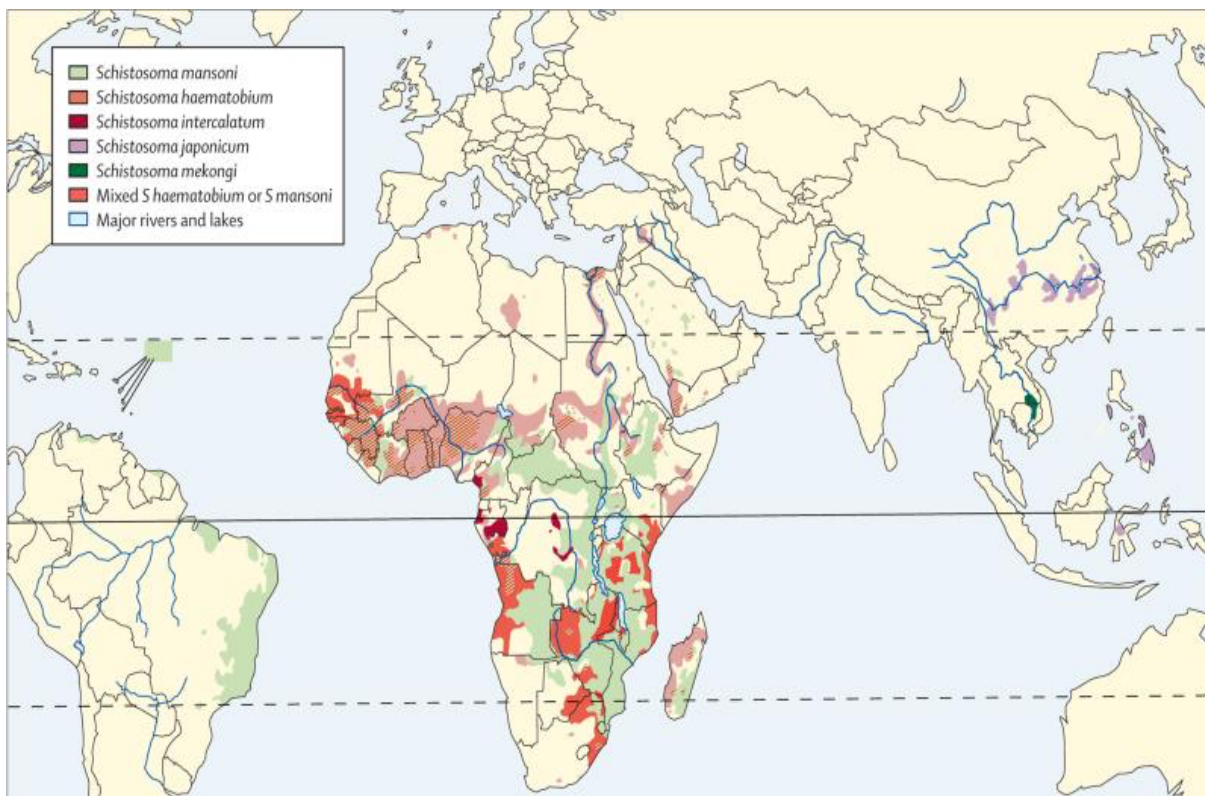 Schistosoma mansoni
Schistosoma haematobium
Schistosoma intercalatum
Schistosoma japonicum
Schistosoma mekongi
Mixed S haematobium or S mansoni
Major rivers and lakes